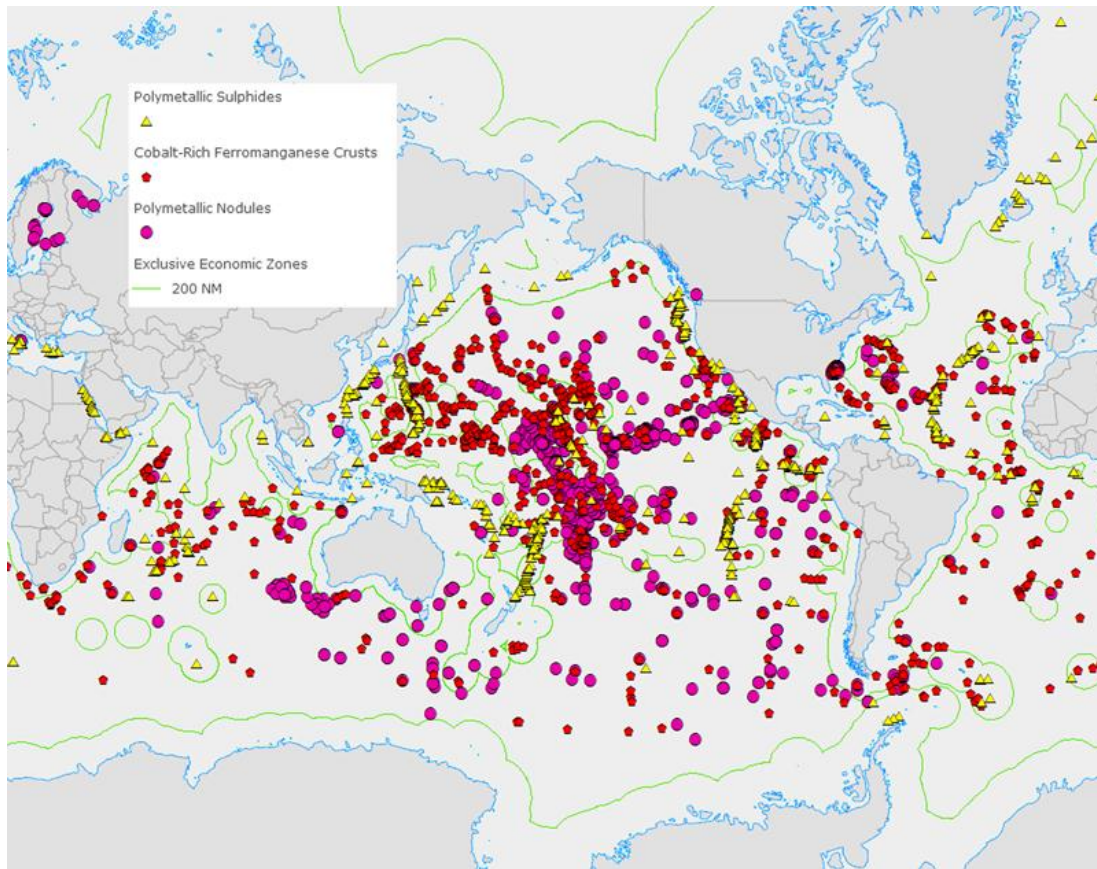 Polymetallic Sulphides
Cobalt-Rich Ferromanganese Crusts
Polymetallic Nodules
Exclusive Economic Zones
200 NM